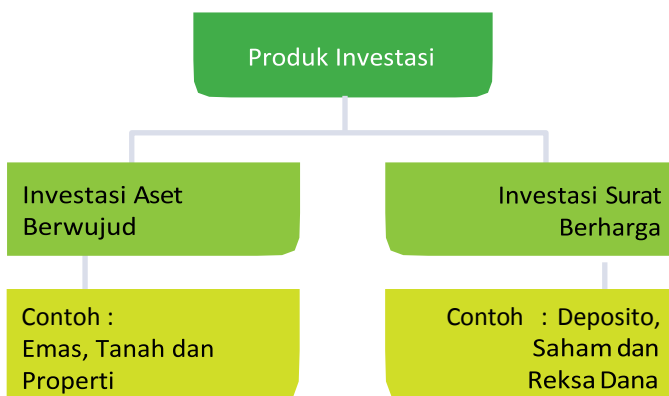 Produk Investasi
Investasi Aset
Berwujud
Investasi Surat
Berharga
Contoh :
Emas, Tanah dan
Properti
Contoh : Deposito,
Saham dan
Reksa Dana